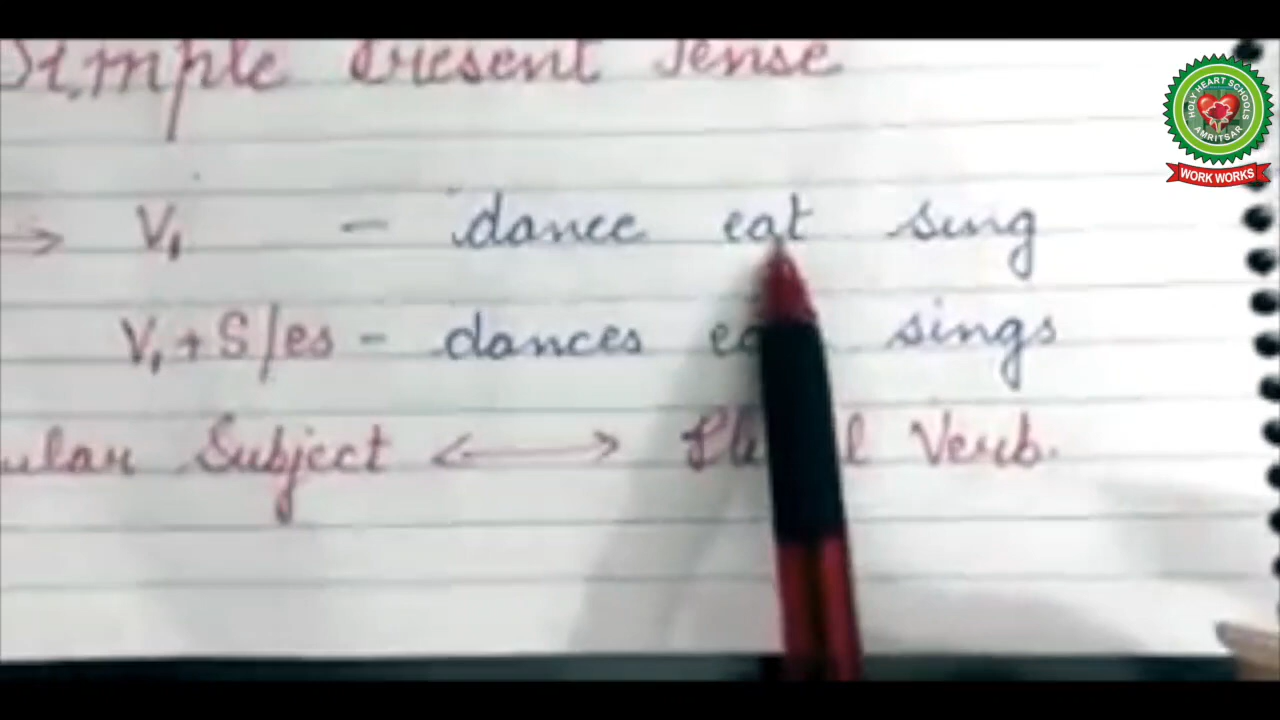 Simple Present Tense
→ V₁ - dance eat sing
V₁ + S/es - dances sings
Subject ↔ Verb.
HOLY HEART SCHOOLS
AMRITSAR
WORK WORKS